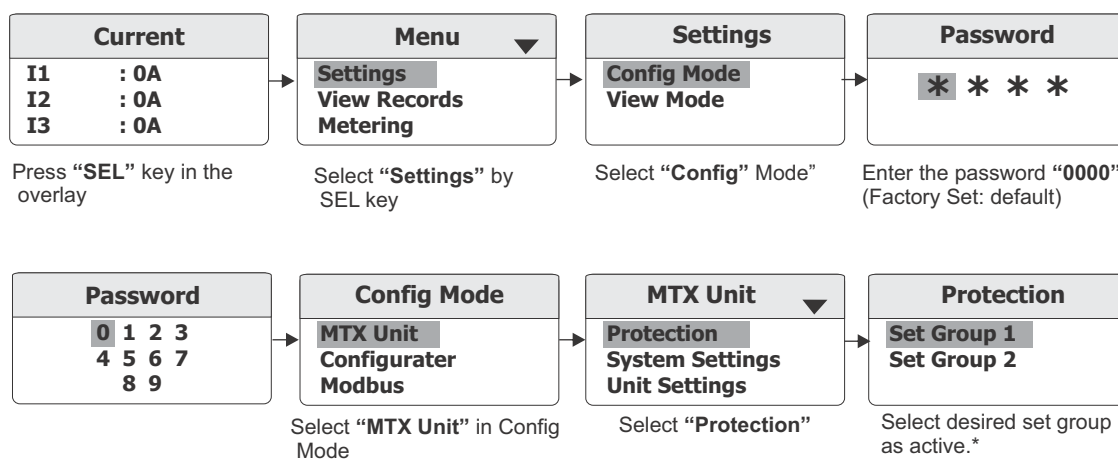 Current
I1 : 0A
I2 : 0A
I3 : 0A
Press “SEL” key in the
overlay
Menu
Settings
View Records
Metering
Select “Settings” by
SEL key
Settings
Config Mode
View Mode
Select “Config” Mode”
Password
* * * *
Enter the password “0000”
(Factory Set: default)
Password
0 1 2 3
4 5 6 7
8 9
Config Mode
MTX Unit
Configurater
Modbus
Select “MTX Unit” in Config
Mode
MTX Unit
Protection
System Settings
Unit Settings
Select “Protection”
Protection
Set Group 1
Set Group 2
Select desired set group
as active.*